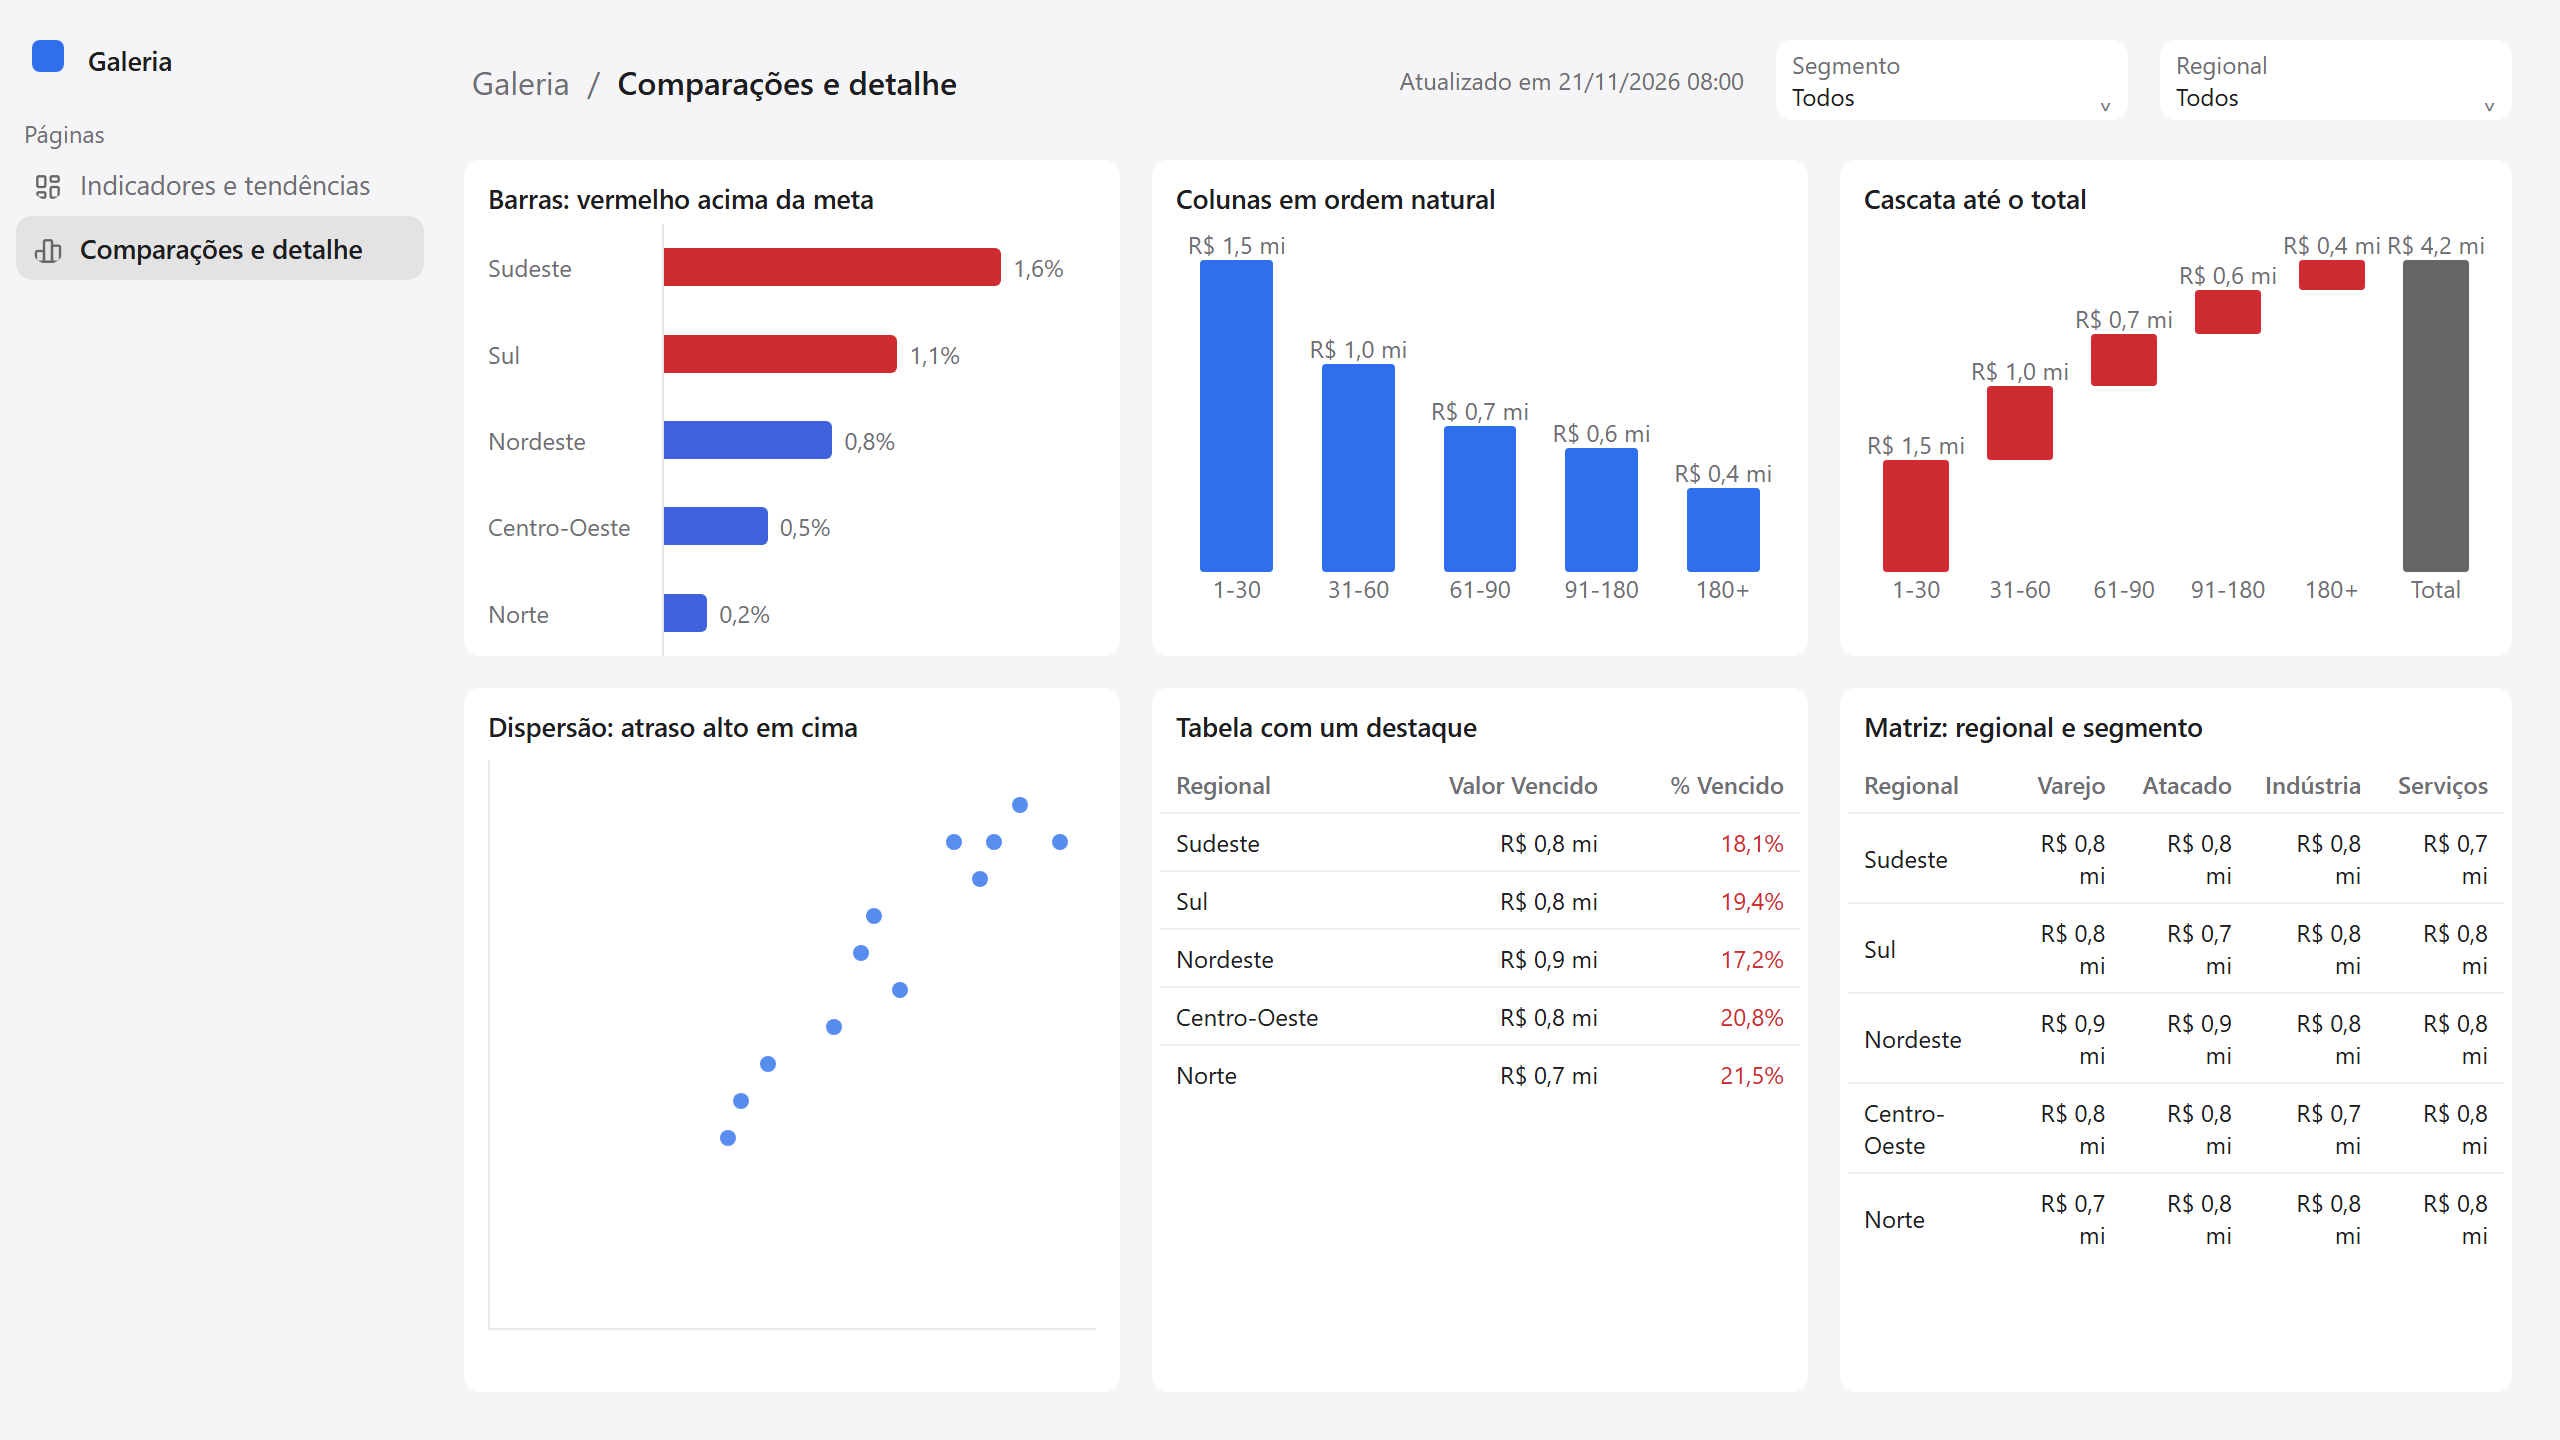 Galeria
Páginas
Indicadores e tendências
Comparações e detalhe
Galeria / Comparações e detalhe
Atualizado em 21/11/2026 08:00
Segmento
Todos
Regional
Todos
Barras: vermelho acima da meta
Sudeste 1,6%
Sul 1,1%
Nordeste 0,8%
Centro-Oeste 0,5%
Norte 0,2%
Colunas em ordem natural
R$ 1,5 mi
R$ 1,0 mi
R$ 0,7 mi
R$ 0,6 mi
R$ 0,4 mi
1-30 31-60 61-90 91-180 180+
Cascata até o total
R$ 0,4 mi R$ 4,2 mi
R$ 0,6 mi
R$ 0,7 mi
R$ 1,0 mi
R$ 1,5 mi
1-30 31-60 61-90 91-180 180+ Total
Dispersão: atraso alto em cima
Tabela com um destaque
Regional Valor Vencido % Vencido
Sudeste R$ 0,8 mi 18,1%
Sul R$ 0,8 mi 19,4%
Nordeste R$ 0,9 mi 17,2%
Centro-Oeste R$ 0,8 mi 20,8%
Norte R$ 0,7 mi 21,5%
Matriz: regional e segmento
Regional Varejo Atacado Indústria Serviços
Sudeste R$ 0,8 R$ 0,8 R$ 0,8 R$ 0,7
mi mi mi mi
Sul R$ 0,8 R$ 0,7 R$ 0,8 R$ 0,8
mi mi mi mi
Nordeste R$ 0,9 R$ 0,9 R$ 0,8 R$ 0,8
mi mi mi mi
Centro- R$ 0,8 R$ 0,8 R$ 0,7 R$ 0,8
Oeste mi mi mi mi
Norte R$ 0,7 R$ 0,8 R$ 0,8 R$ 0,8
mi mi mi mi